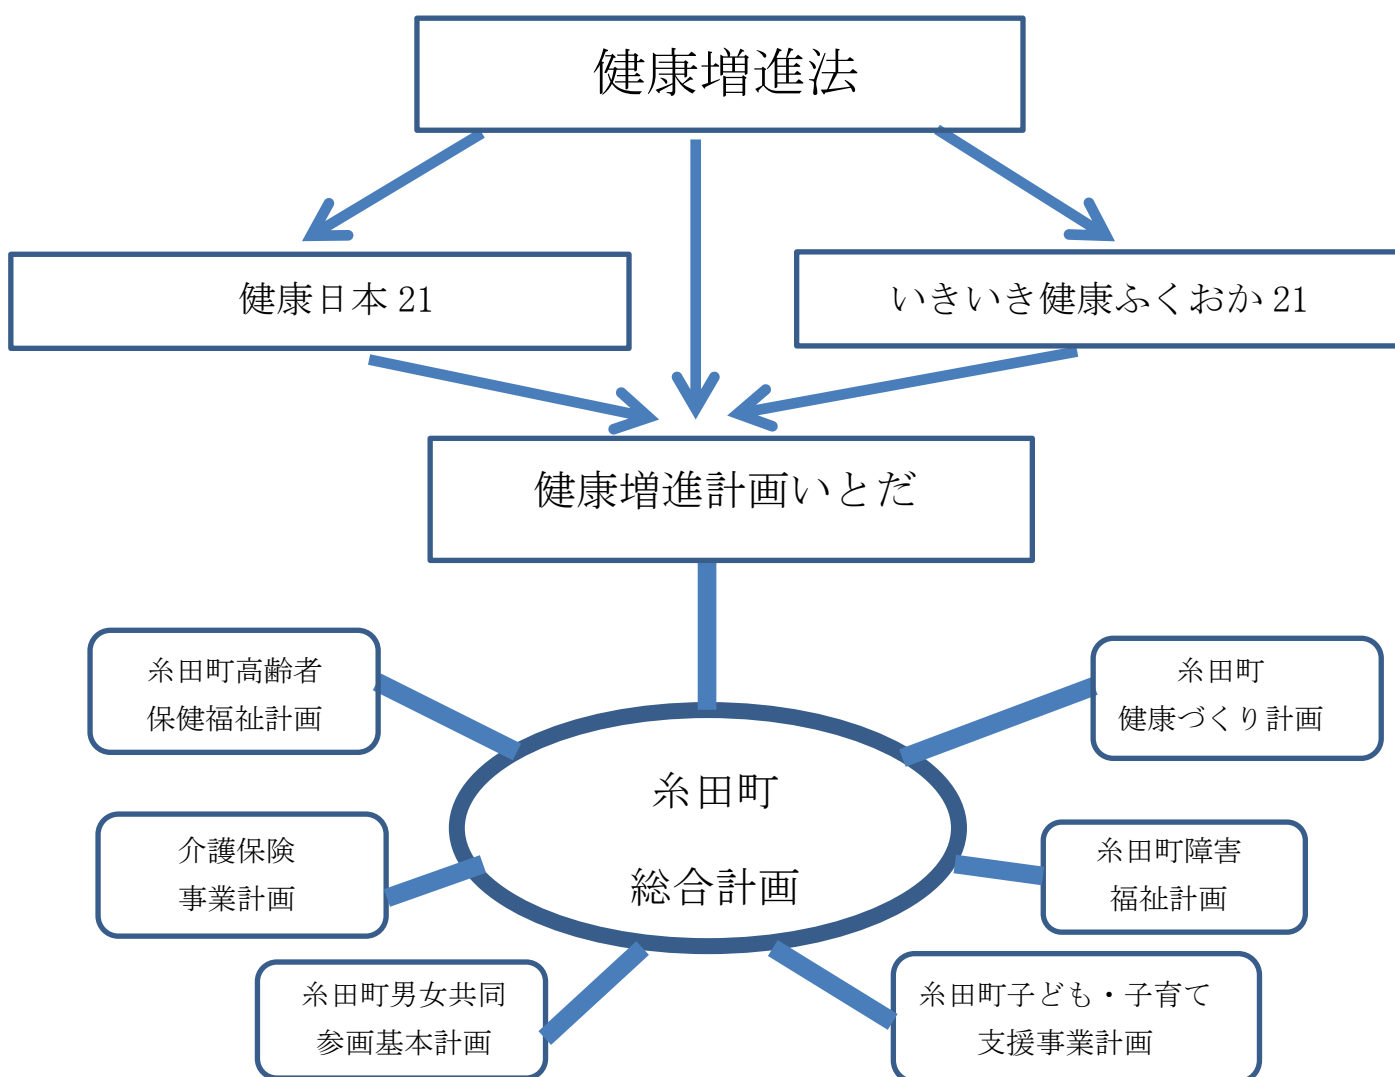 健康増進法
健康日本 21
いきいき健康ふくおか 21
健康増進計画いとだ
糸田町高齢者
保健福祉計画
糸田町
健康づくり計画
糸田町
総合計画
介護保険
事業計画
糸田町障害
福祉計画
糸田町男女共同
参画基本計画
糸田町子ども・子育て
支援事業計画